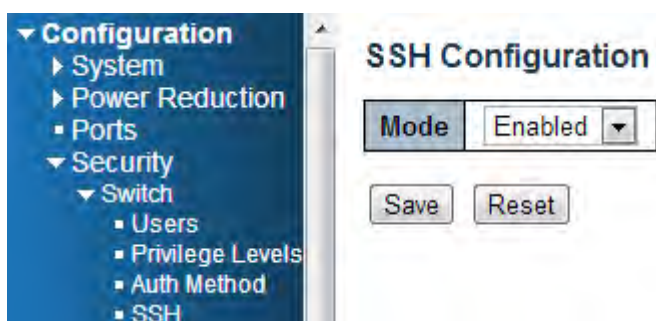 Configuration
System
Power Reduction
Ports
Security
Switch
Users
Privilege Levels
Auth Method
SSH
SSH Configuration
Mode Enabled
Save Reset